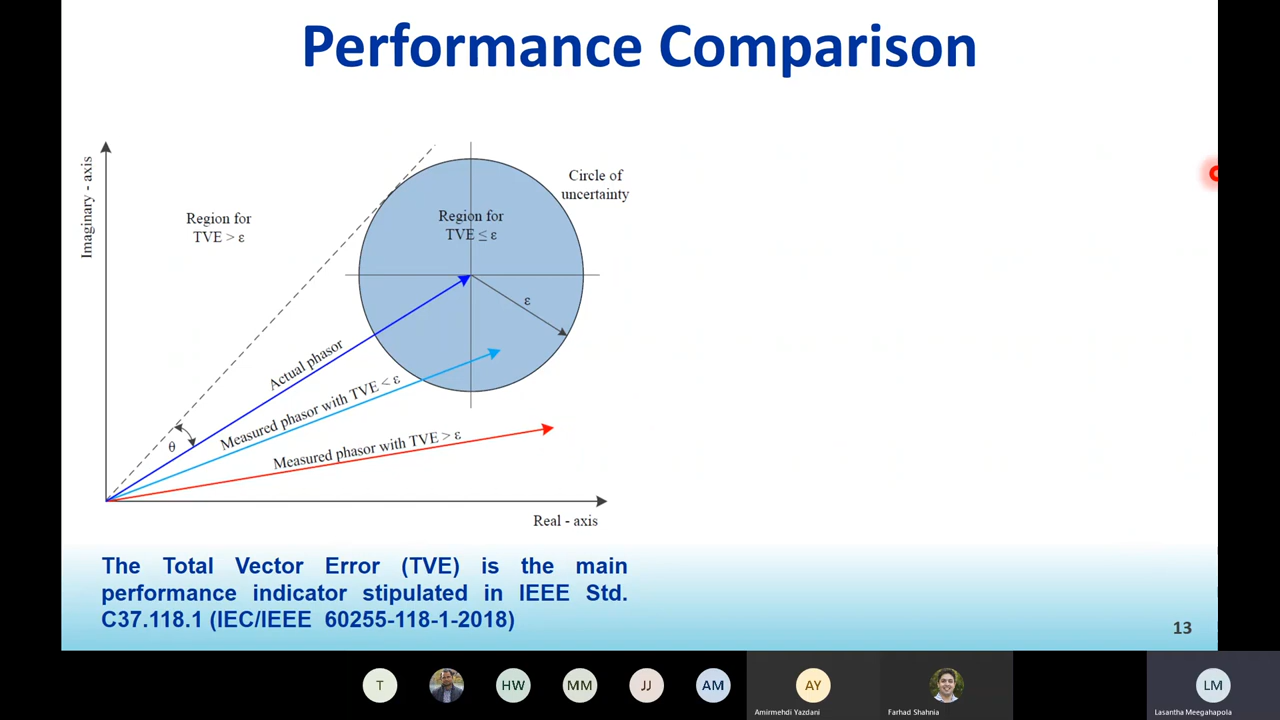 Performance Comparison
Imaginary - axis
Region for
TVE > ε
Circle of
uncertainty
Region for
TVE ≤ ε
ε
Actual phasor
Measured phasor with TVE < ε
θ
Measured phasor with TVE > ε
Real - axis
The Total Vector Error (TVE) is the main
performance indicator stipulated in IEEE Std.
C37.118.1 (IEC/IEEE 60255-118-1-2018)
13
T
HW
MM
JJ
AM
AY
LM
Amirmehdi Yazdani
Farhad Shahnia
Lasantha Meegahapola